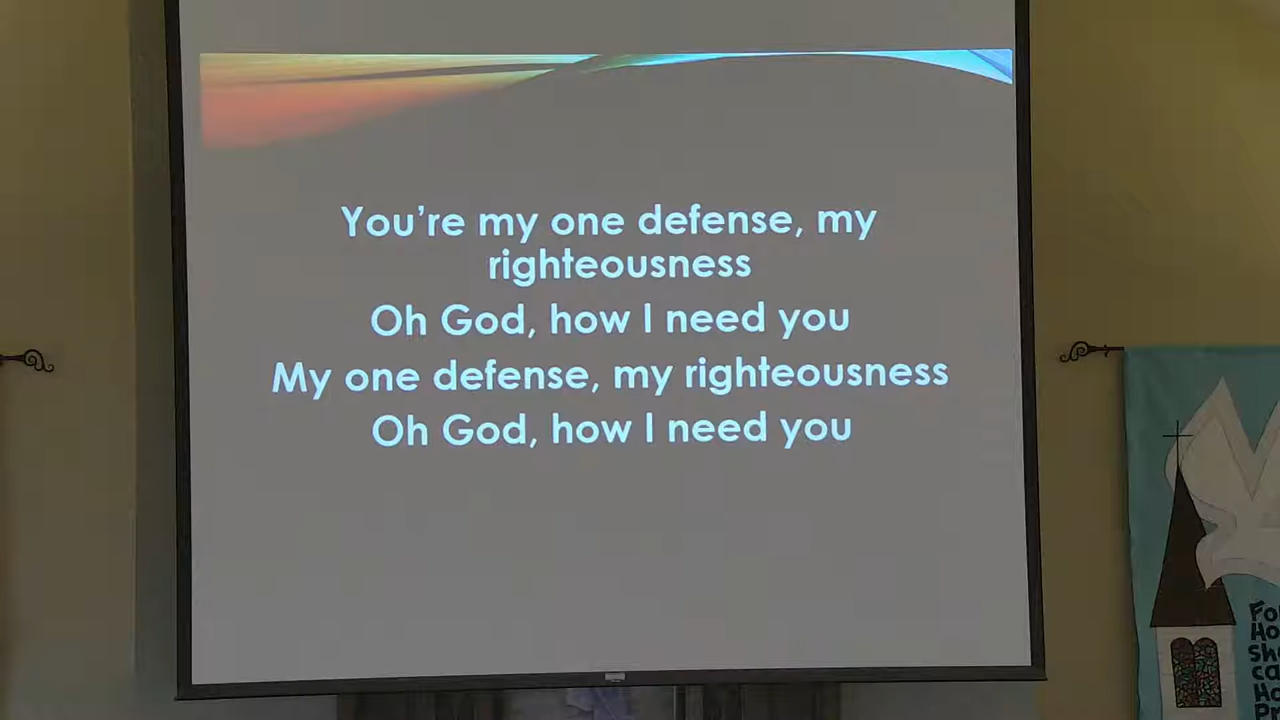 You're my one defense, my
righteousness
Oh God, how I need you
My one defense, my righteousness
Oh God, how I need you